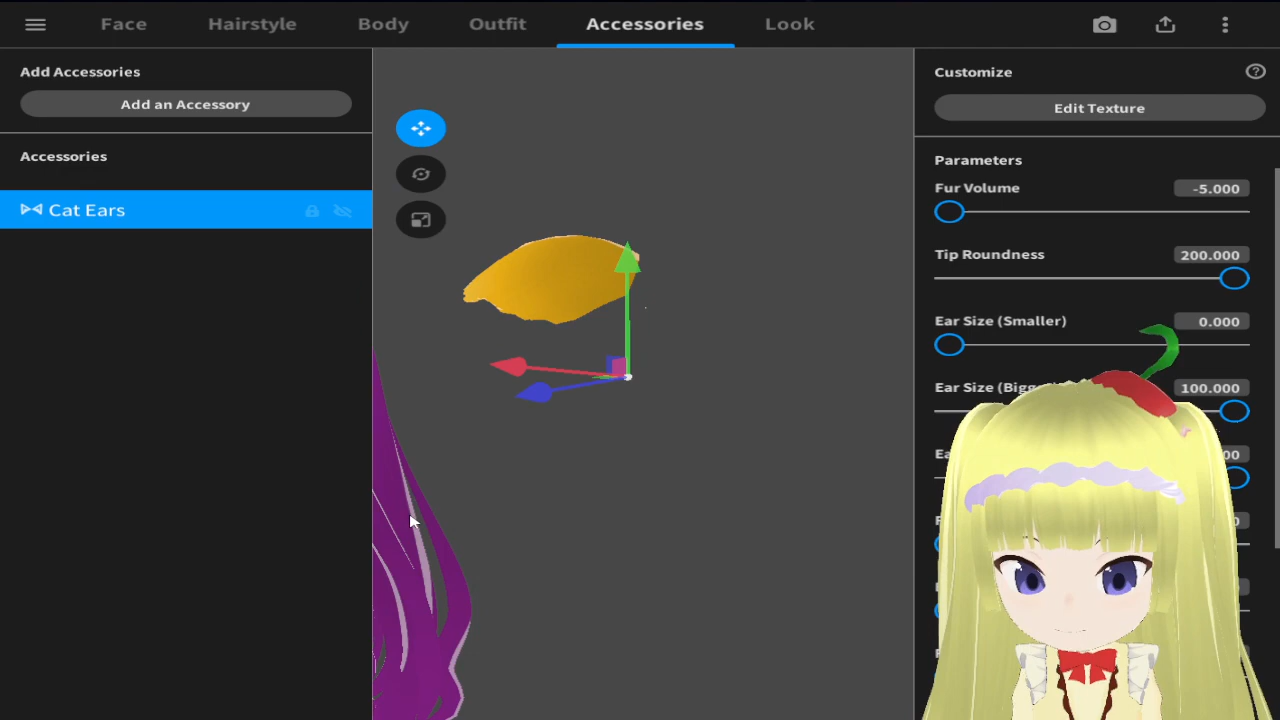 Face Hairstyle Body Outfit Accessories Look
Add Accessories
Add an Accessory
Accessories
Cat Ears
Customize
Edit Texture
Parameters
Fur Volume -5.000
Tip Roundness 200.000
Ear Size (Smaller) 0.000
Ear Size 100.000